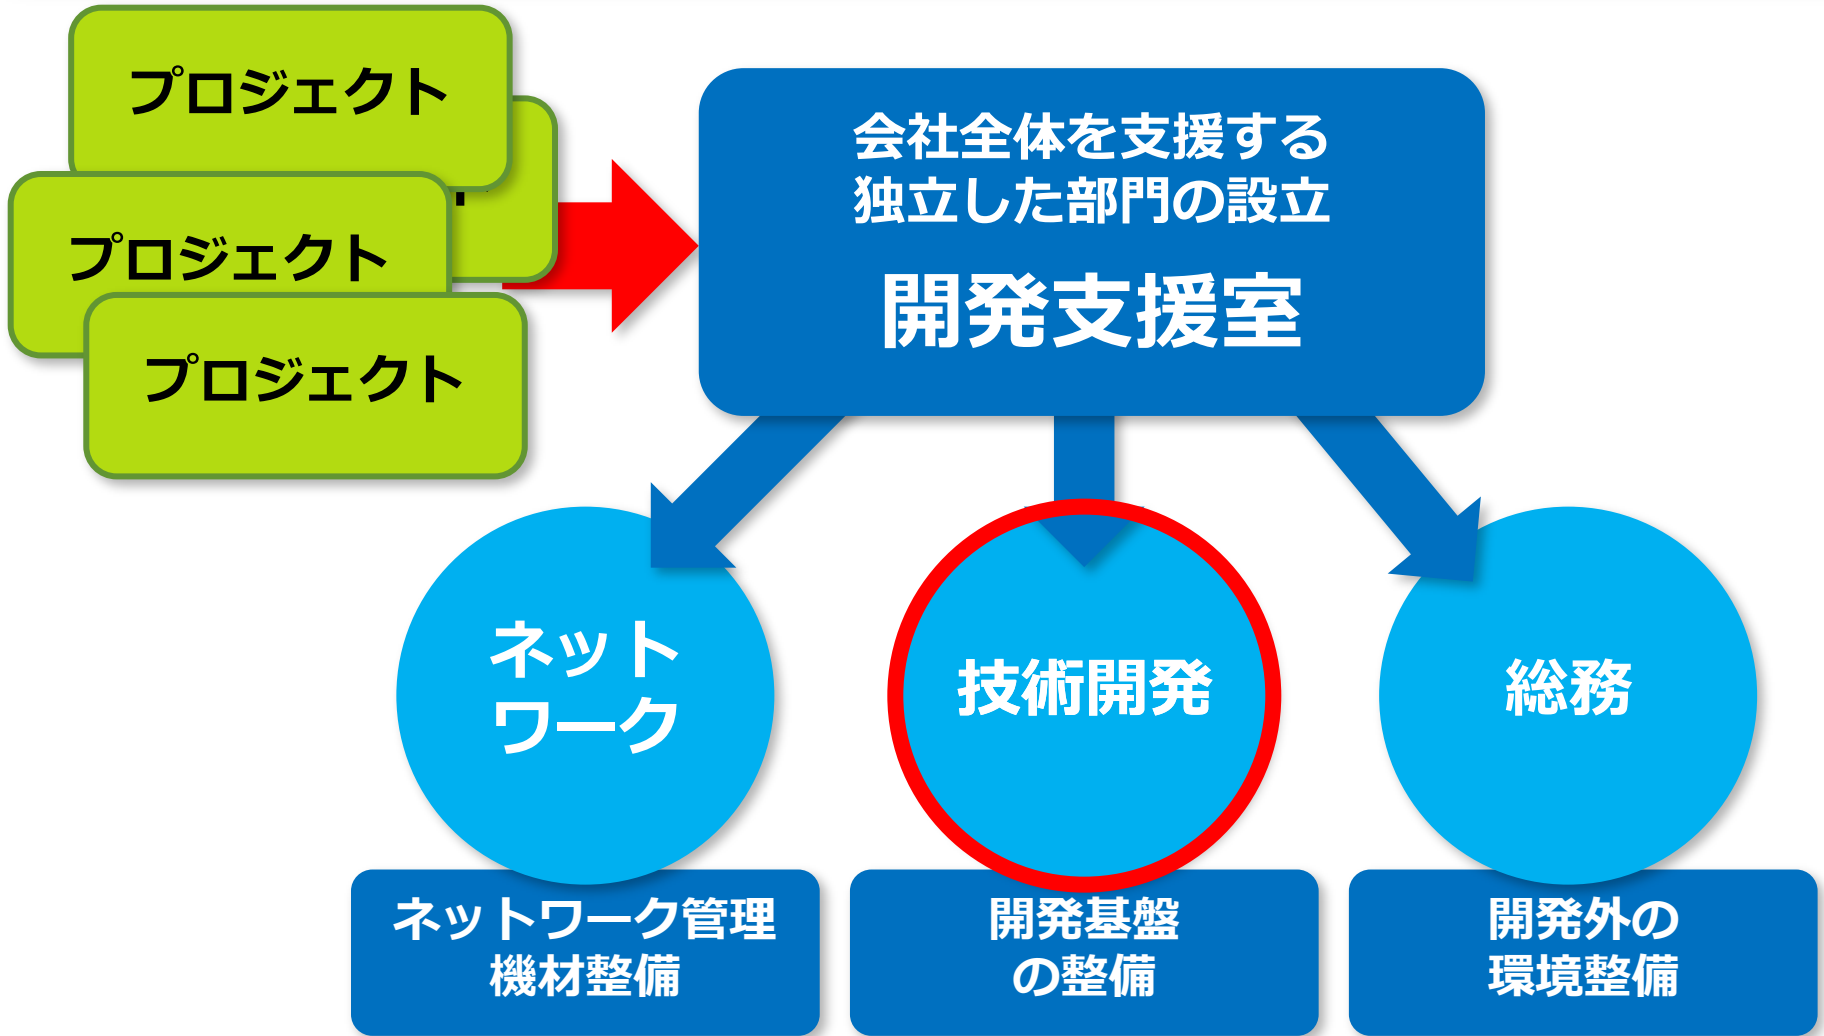 プロジェクト
プロジェクト
プロジェクト
会社全体を支援する
独立した部門の設立
開発支援室
ネット
ワーク
技術開発
総務
ネットワーク管理
機材整備
開発基盤
の整備
開発外の
環境整備